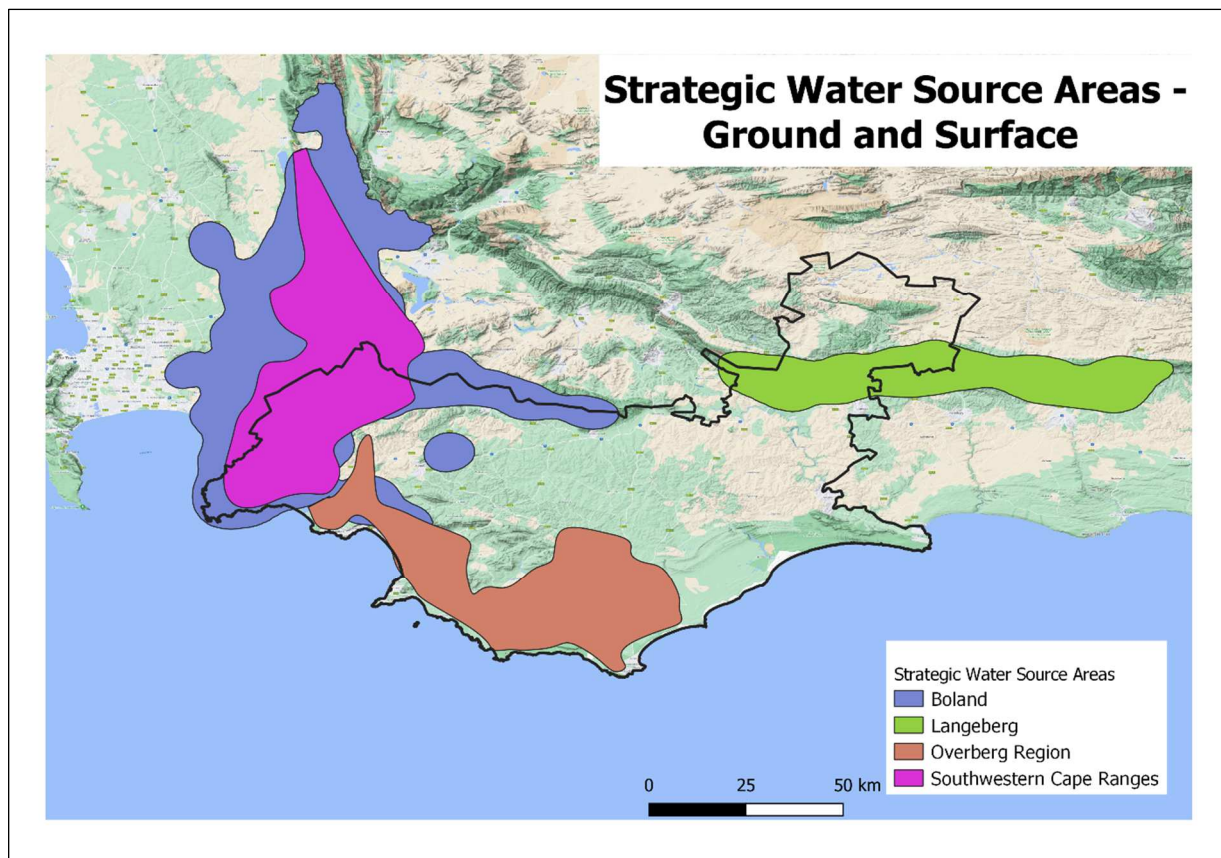 Strategic Water Source Areas -
Ground and Surface
Strategic Water Source Areas
Boland
Langeberg
Overberg Region
Southwestern Cape Ranges
0 25 50 km